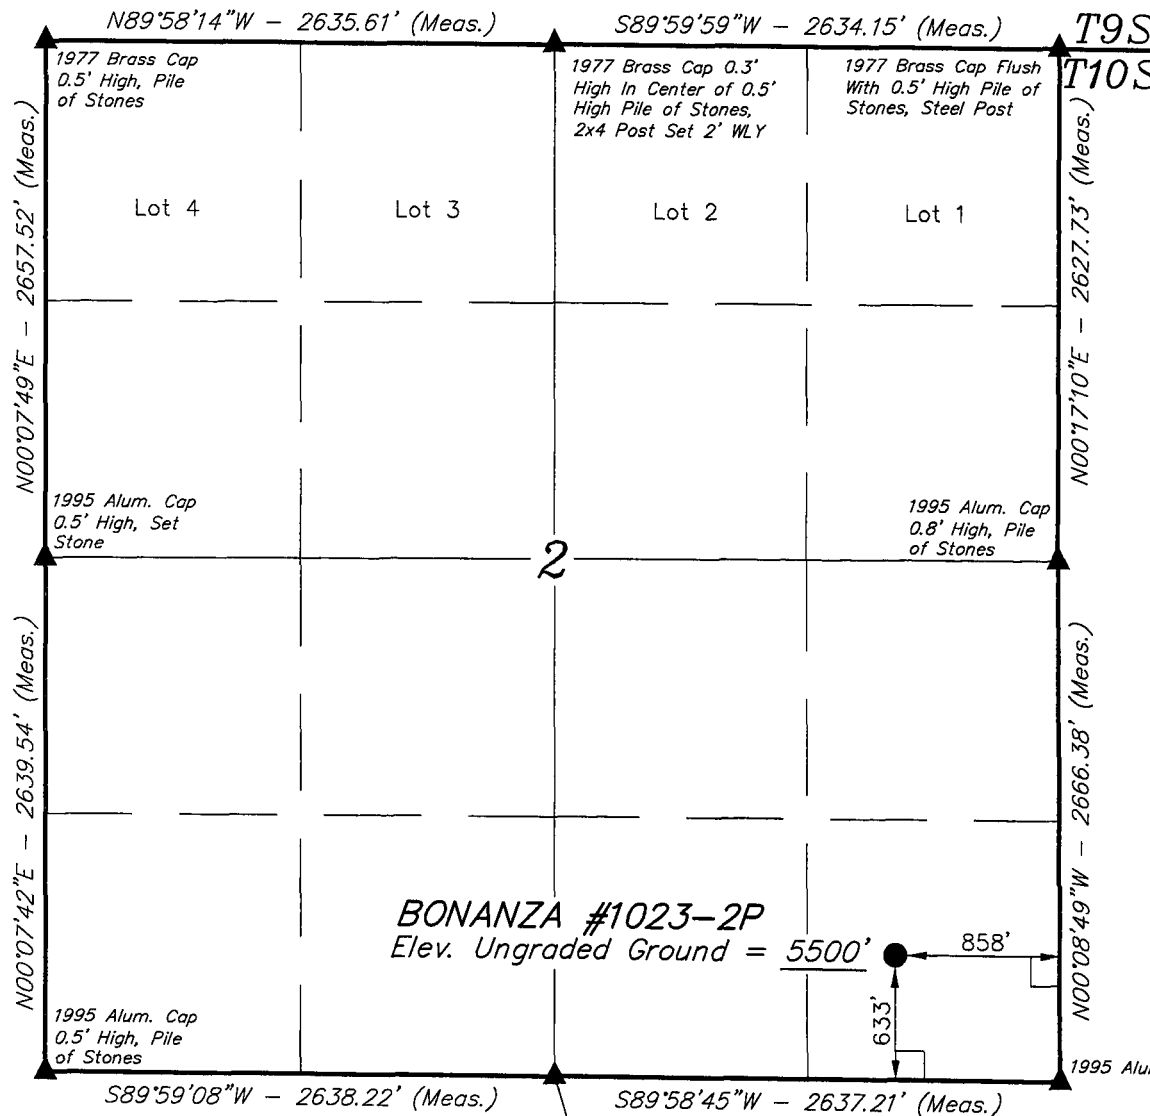 N89°58'14"W - 2635.61' (Meas.)
S89°59'59"W - 2634.15' (Meas.)
T9S
T10S
1977 Brass Cap
0.5' High, Pile
of Stones
1977 Brass Cap 0.3'
High In Center of 0.5'
High Pile of Stones,
2x4 Post Set 2' WLY
1977 Brass Cap Flush
With 0.5' High Pile of
Stones, Steel Post
N00°07'49"E - 2657.52' (Meas.)
Lot 4
Lot 3
Lot 2
Lot 1
N00°17'10"E - 2627.73' (Meas.)
1995 Alum. Cap
0.5' High, Set
Stone
1995 Alum. Cap
0.8' High, Pile
of Stones
2
N00°07'42"E - 2639.54' (Meas.)
N00°08'49"W - 2666.38' (Meas.)
BONANZA #1023-2P
Elev. Ungraded Ground = 5500'
858'
633'
1995 Alum. Cap
0.5' High, Pile
of Stones
1995
S89°59'08"W - 2638.22' (Meas.)
S89°58'45"W - 2637.21' (Meas.)